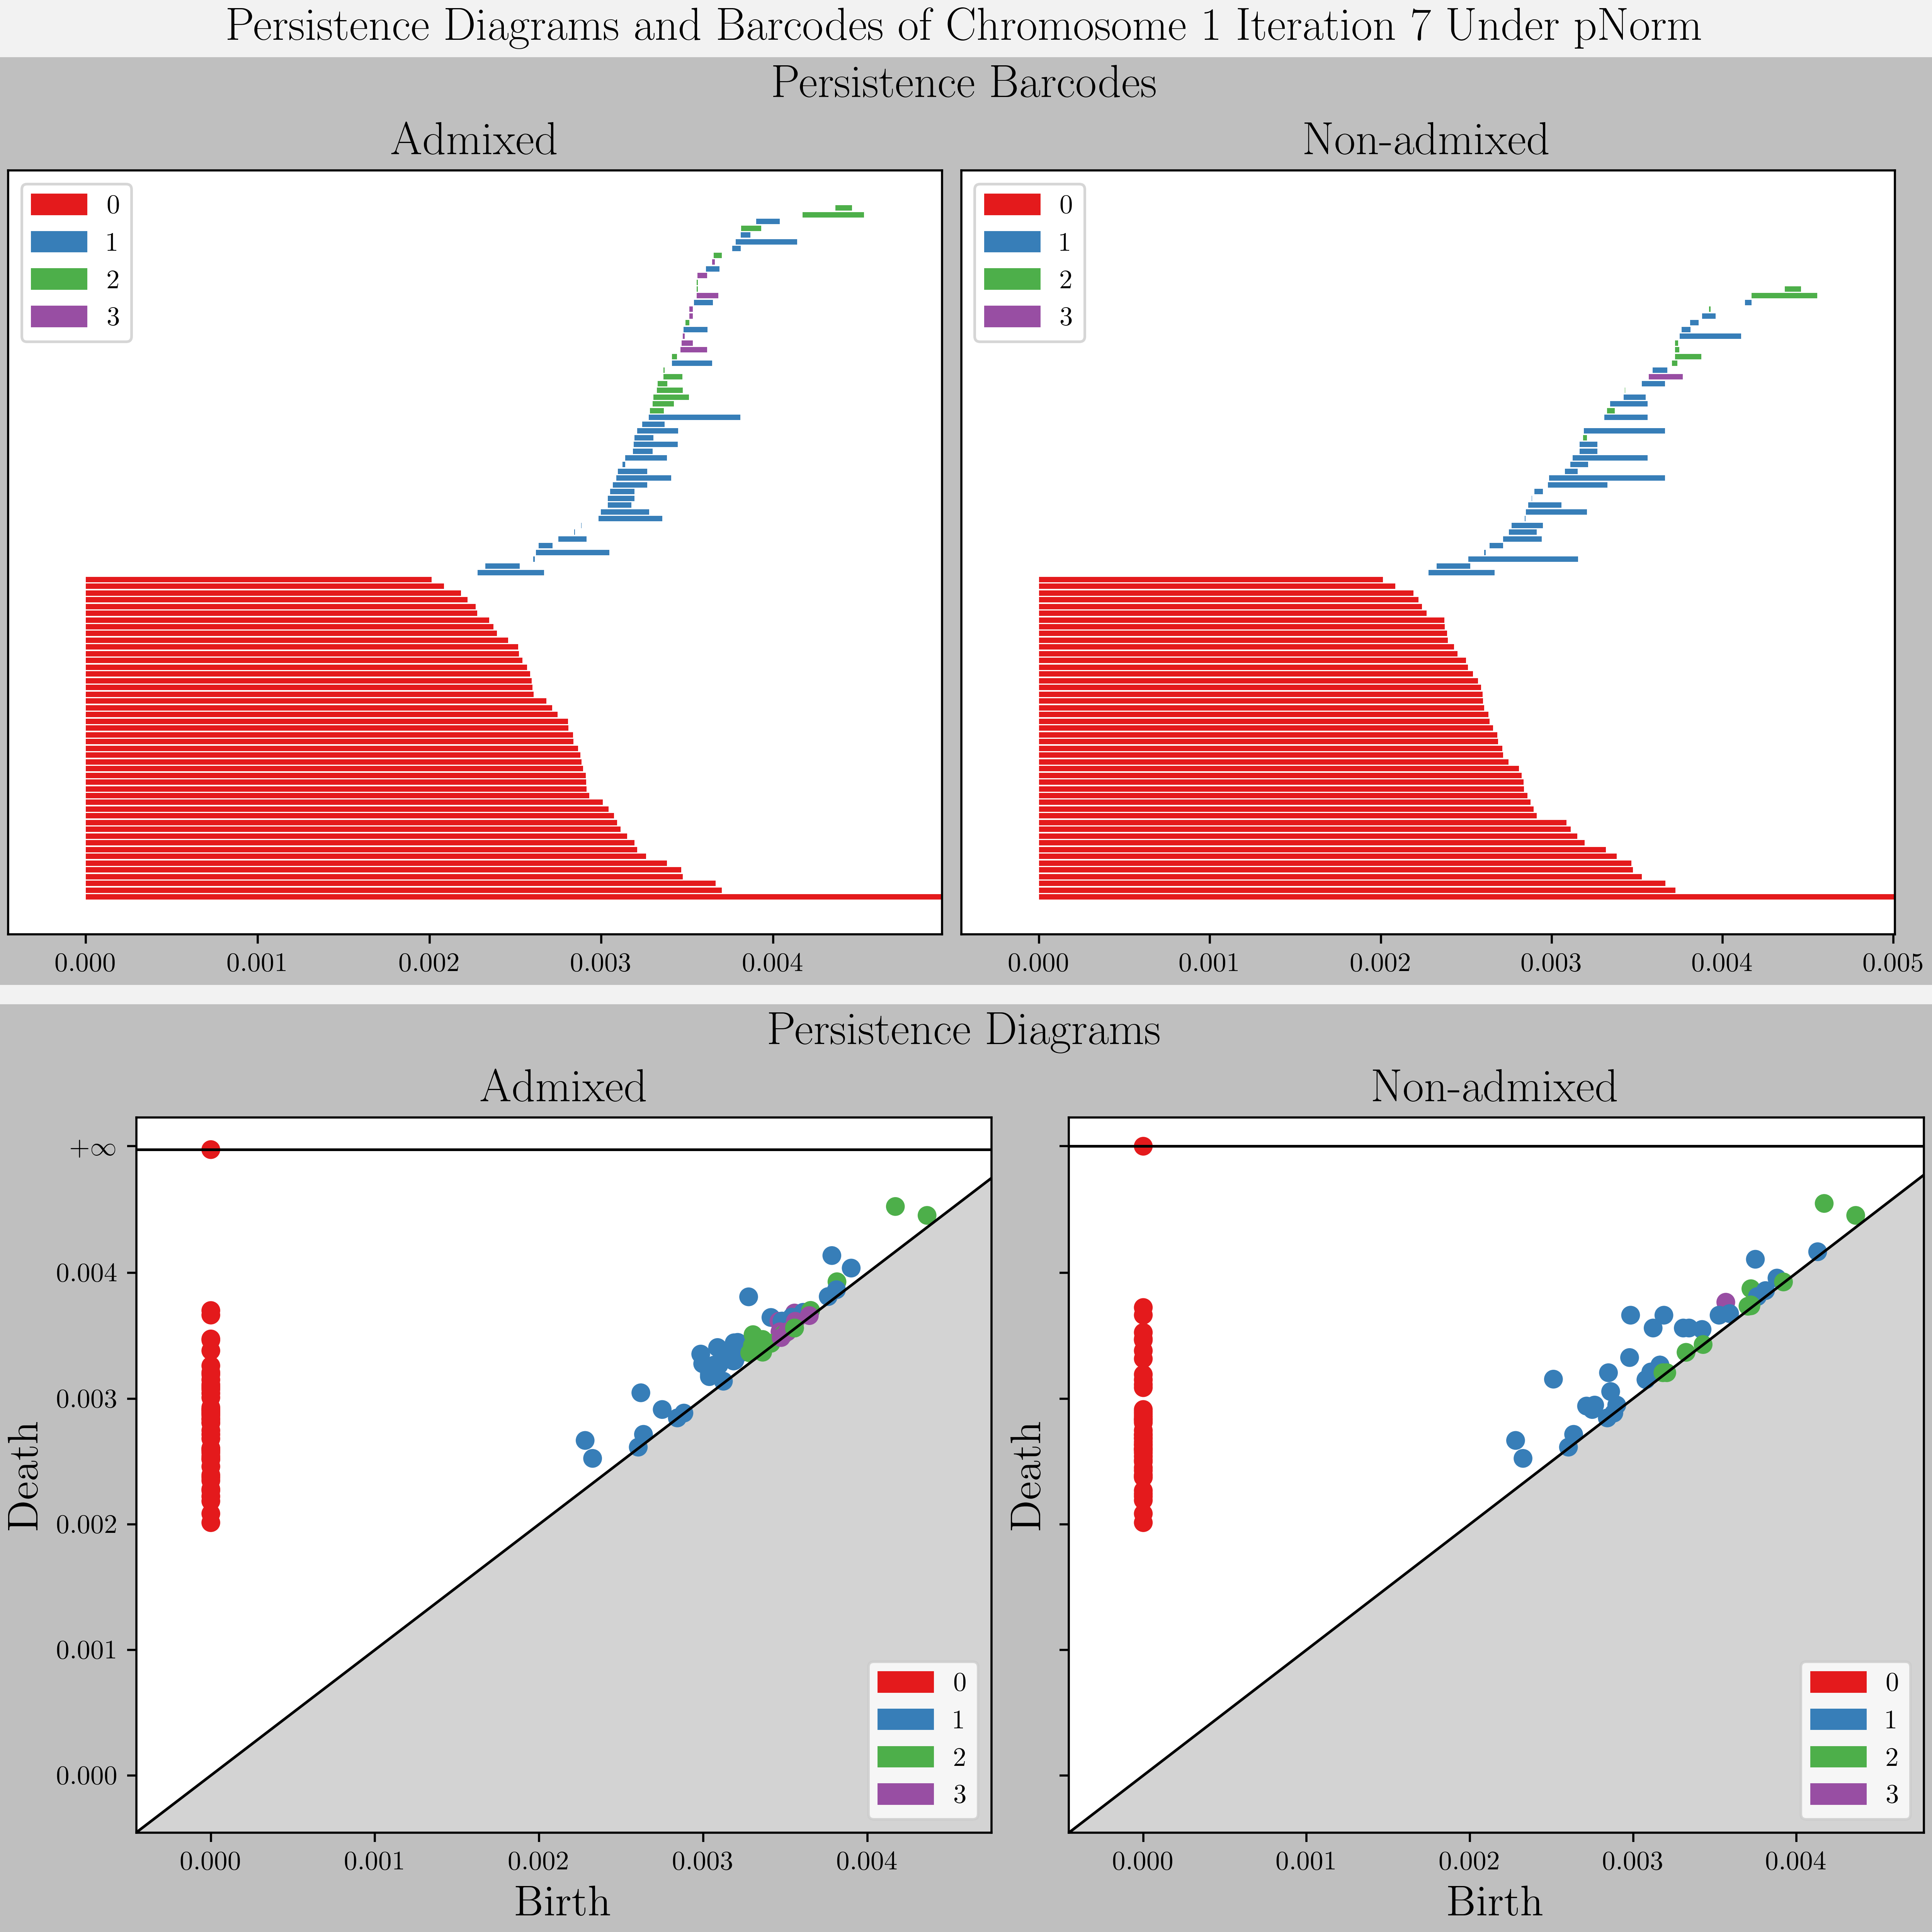 Persistence Diagrams and Barcodes of Chromosome 1 Iteration 7 Under pNorm
Persistence Barcodes
Admixed
Non-admixed
0
1
2
3
0
1
2
3
0.000 0.001 0.002 0.003 0.004
0.000 0.001 0.002 0.003 0.004 0.005
Persistence Diagrams
Admixed
Non-admixed
+∞
0.004
0.003
0.002
0.001
0.000
Death
Death
0
1
2
3
0
1
2
3
0.000 0.001 0.002 0.003 0.004
0.000 0.001 0.002 0.003 0.004
Birth
Birth